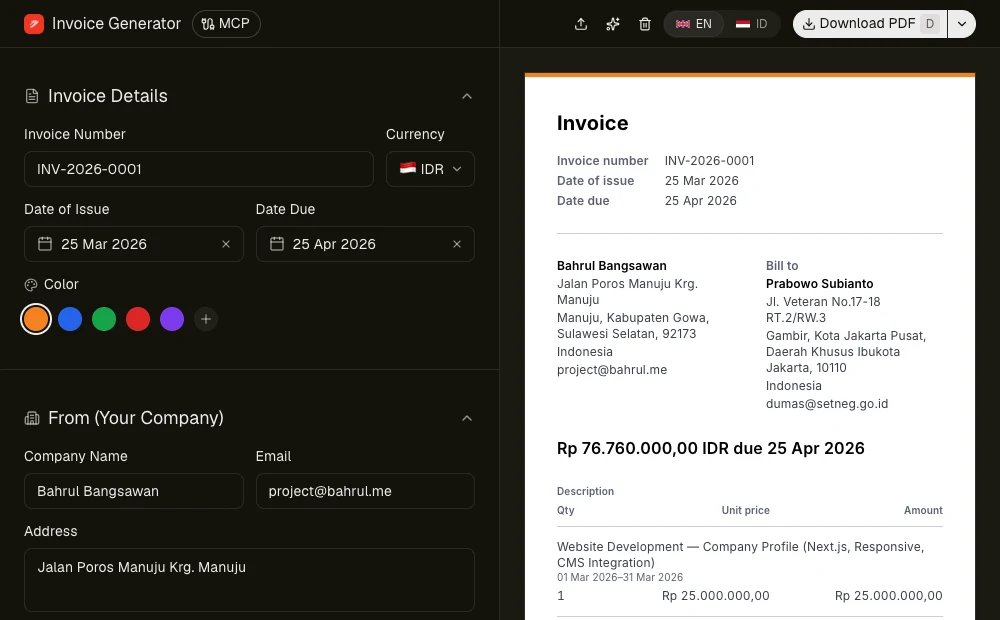 Invoice Generator
MCP
EN
ID
Download PDF D
Invoice Details
Invoice Number
Currency
INV-2026-0001
IDR
Date of Issue
Date Due
25 Mar 2026
25 Apr 2026
Color
From (Your Company)
Company Name
Email
Bahrul Bangsawan
project@bahrul.me
Address
Jalan Poros Manuju Krg. Manuju
Invoice
Invoice number INV-2026-0001
Date of issue 25 Mar 2026
Date due 25 Apr 2026
Bahrul Bangsawan
Jalan Poros Manuju Krg.
Manuju
Manuju, Kabupaten Gowa,
Sulawesi Selatan, 92173
Indonesia
project@bahrul.me
Bill to
Prabowo Subianto
Jl. Veteran No.17-18
RT.2/RW.3
Gambir, Kota Jakarta Pusat,
Daerah Khusus Ibukota
Jakarta, 10110
Indonesia
dumas@setneg.go.id
Rp 76.760.000,00 IDR due 25 Apr 2026
Description
Qty Unit price Amount
Website Development — Company Profile (Next.js, Responsive,
CMS Integration)
01 Mar 2026–31 Mar 2026
1 Rp 25.000.000,00 Rp 25.000.000,00